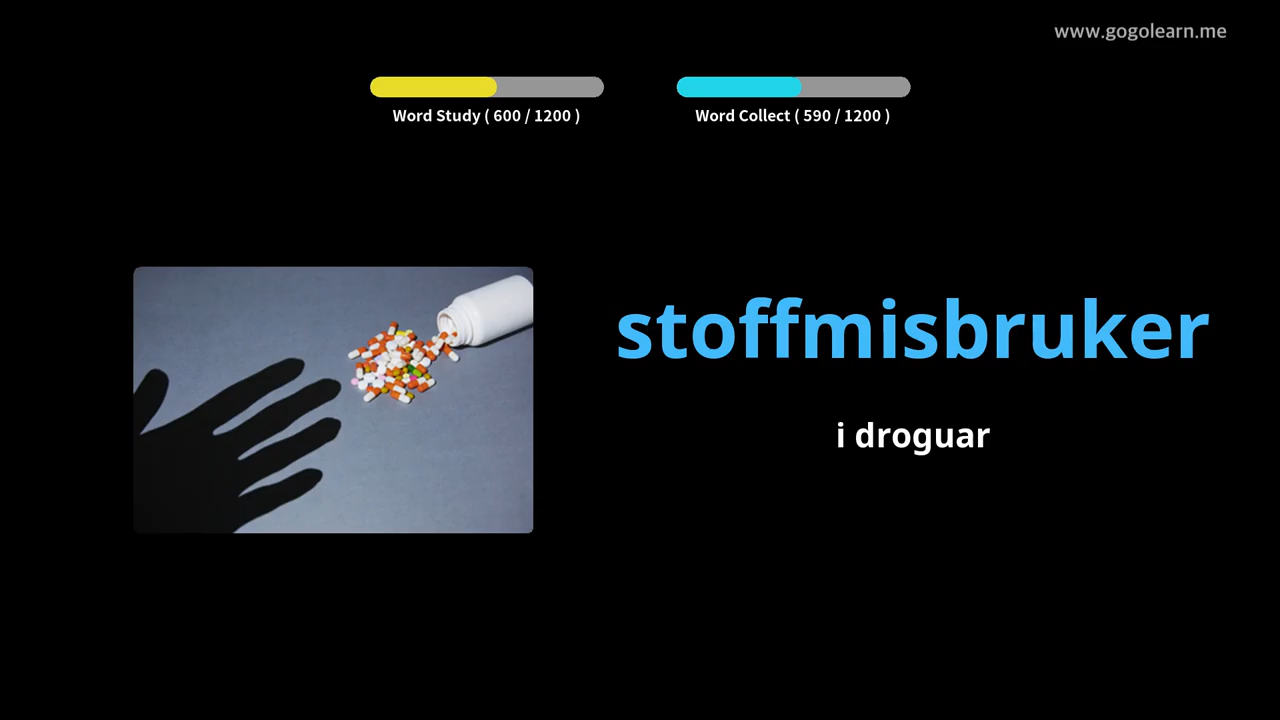 www.gogolearn.me
Word Study ( 600 / 1200 )
Word Collect ( 590 / 1200 )
stoffmisbruker
i droguar